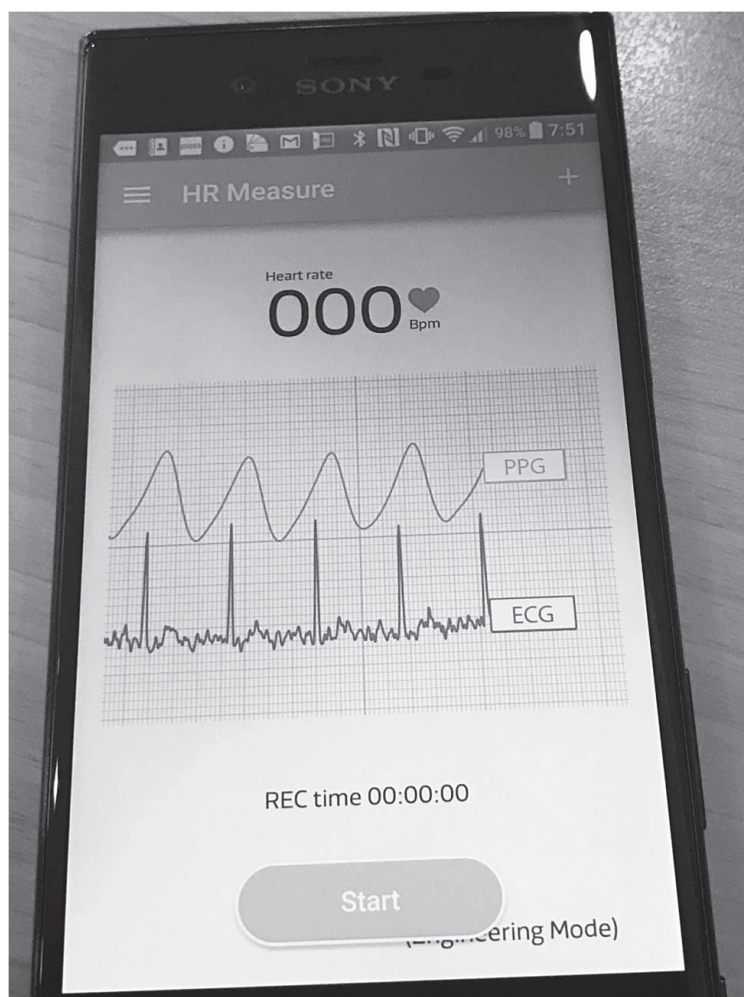 SONY
98% 7:51
HR Measure +
Heart rate
000
Bpm
PPG
ECG
REC time 00:00:00
Start
Mode)